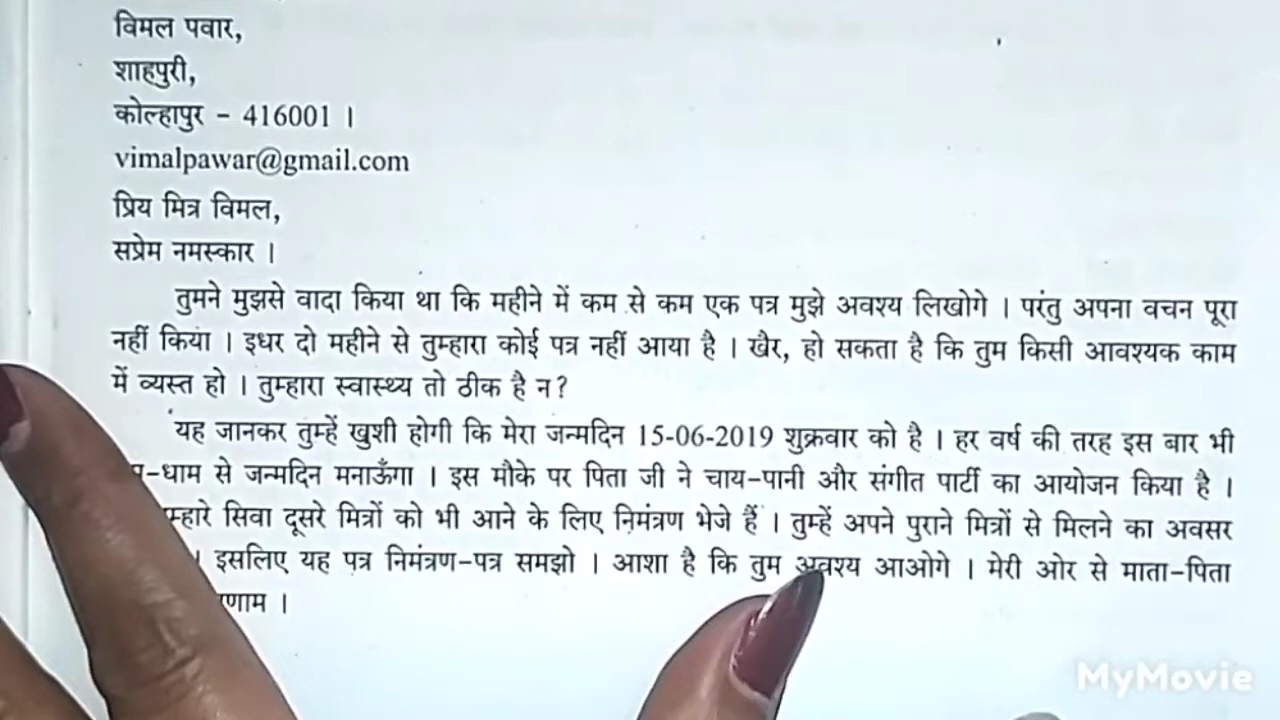 विमल पवार,
शाहपुरी,
कोल्हापुर - 416001 ।
vimalpawar@gmail.com
प्रिय मित्र विमल,
सप्रेम नमस्कार ।
तुमने मुझसे वादा किया था कि महीने में कम से कम एक पत्र मुझे अवश्य लिखोगे । परंतु अपना वचन पूरा
नहीं किया । इधर दो महीने से तुम्हारा कोई पत्र नहीं आया है । खैर, हो सकता है कि तुम किसी आवश्यक काम
में व्यस्त हो । तुम्हारा स्वास्थ्य तो ठीक है न?
यह जानकर तुम्हें खुशी होगी कि मेरा जन्मदिन 15-06-2019 शुक्रवार को है । हर वर्ष की तरह इस बार भी
-धाम से जन्मदिन मनाऊँगा । इस मौके पर पिता जी ने चाय-पानी और संगीत पार्टी का आयोजन किया है ।
सिवा दूसरे मित्रों को भी आने के लिए निमंत्रण भेजे हैं । तुम्हें अपने पुराने मित्रों से मिलने का अवसर
। इसलिए यह पत्र निमंत्रण-पत्र समझो । आशा है कि तुम अवश्य आओगे । मेरी ओर से माता-पिता
।
MyMovie